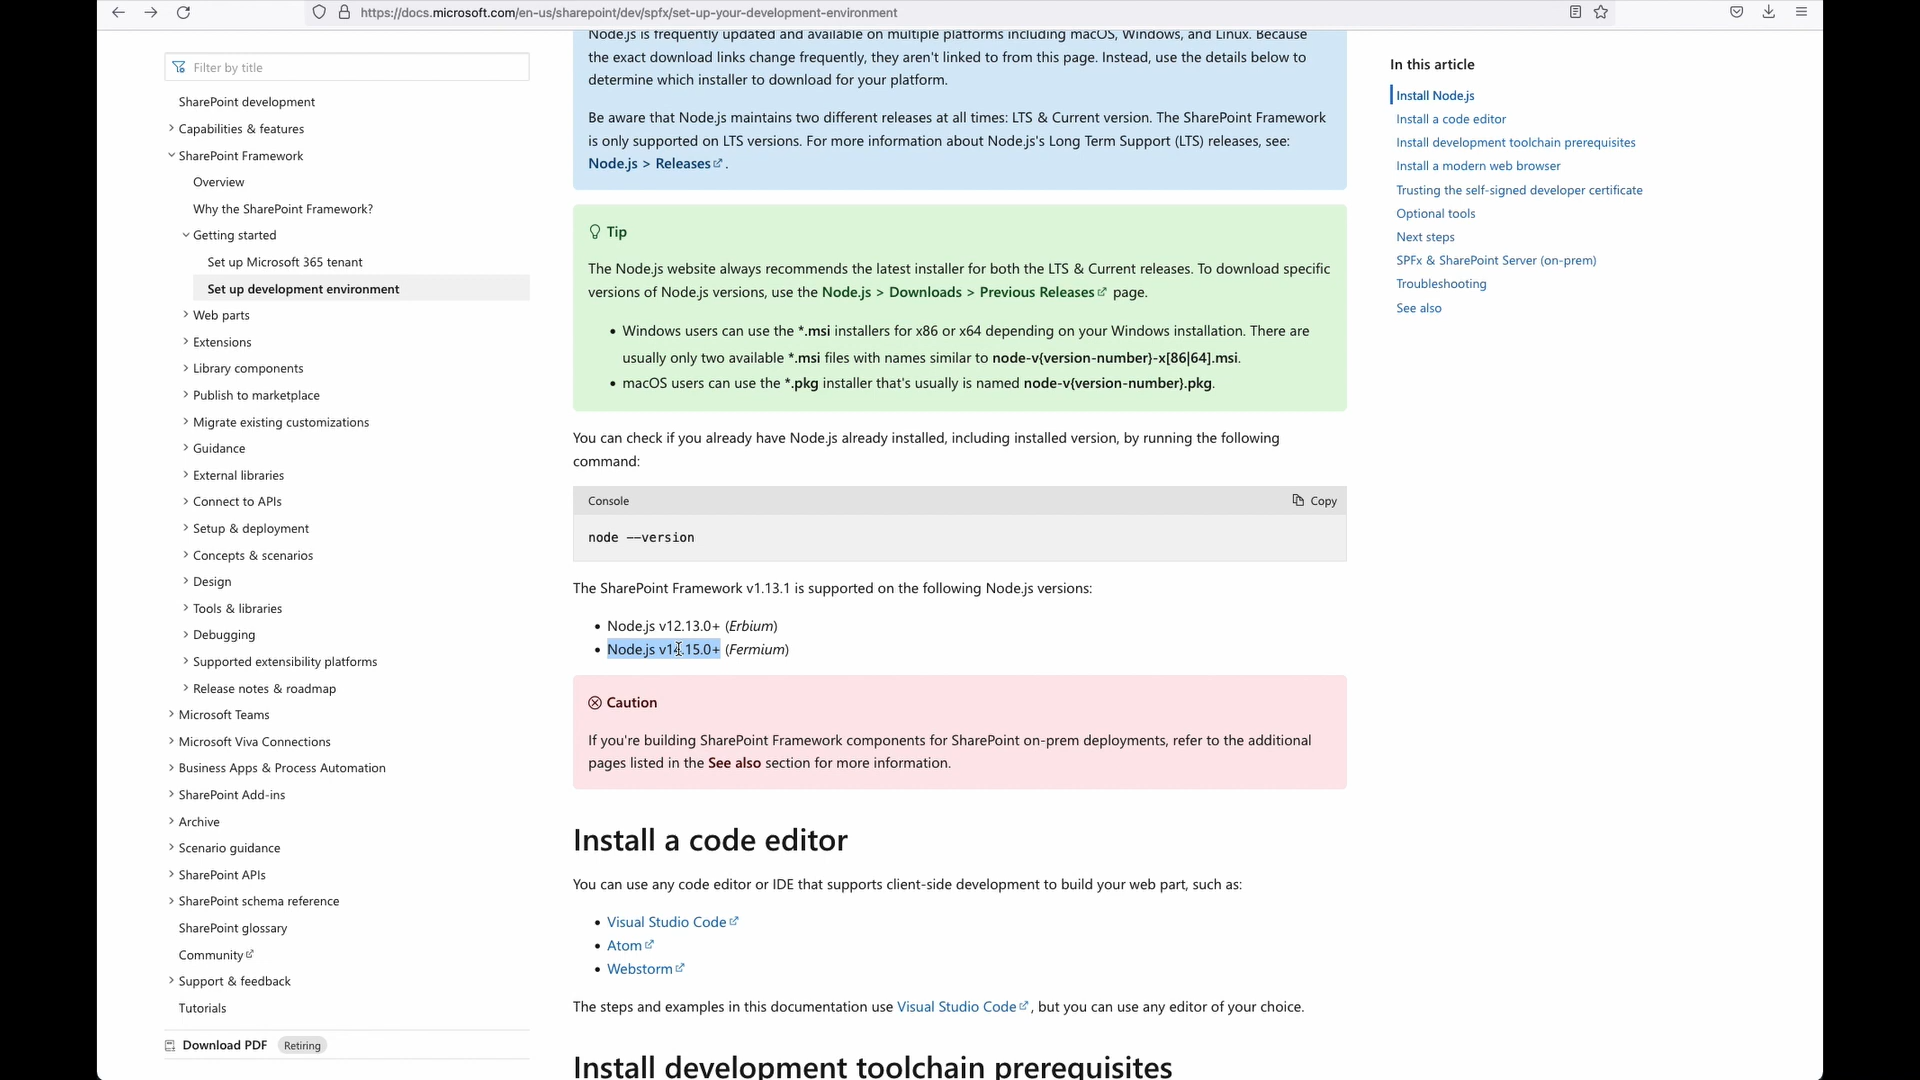 https://docs.microsoft.com/en-us/sharepoint/dev/spfx/set-up-your-development-environment
Filter by title
SharePoint development
Capabilities & features
SharePoint Framework
Overview
Why the SharePoint Framework?
Getting started
Set up Microsoft 365 tenant
Set up development environment
Web parts
Extensions
Library components
Publish to marketplace
Migrate existing customizations
Guidance
External libraries
Connect to APIs
Setup & deployment
Concepts & scenarios
Design
Tools & libraries
Debugging
Supported extensibility platforms
Release notes & roadmap
Microsoft Teams
Microsoft Viva Connections
Business Apps & Process Automation
SharePoint Add-ins
Archive
Scenario guidance
SharePoint APIs
SharePoint schema reference
SharePoint glossary
Community
Support & feedback
Tutorials
Download PDF Retiring
Node.js is frequently updated and available on multiple platforms including macOS, Windows, and Linux. Because
the exact download links change frequently, they aren't linked to from this page. Instead, use the details below to
determine which installer to download for your platform.
Be aware that Node.js maintains two different releases at all times: LTS & Current version. The SharePoint Framework
is only supported on LTS versions. For more information about Node.js's Long Term Support (LTS) releases, see:
Node.js > Releases .
Tip
The Node.js website always recommends the latest installer for both the LTS & Current releases. To download specific
versions of Node.js versions, use the Node.js > Downloads > Previous Releases page.
• Windows users can use the *.msi installers for x86 or x64 depending on your Windows installation. There are
usually only two available *.msi files with names similar to node-v{version-number}-x[86|64].msi.
• macOS users can use the *.pkg installer that's usually is named node-v{version-number}.pkg.
You can check if you already have Node.js already installed, including installed version, by running the following
command:
Console Copy
node --version
The SharePoint Framework v1.13.1 is supported on the following Node.js versions:
• Node.js v12.13.0+ (Erbium)
• Node.js v14.15.0+ (Fermium)
Caution
If you're building SharePoint Framework components for SharePoint on-prem deployments, refer to the additional
pages listed in the See also section for more information.
Install a code editor
You can use any code editor or IDE that supports client-side development to build your web part, such as:
• Visual Studio Code
• Atom
• Webstorm
The steps and examples in this documentation use Visual Studio Code , but you can use any editor of your choice.
Install development toolchain prerequisites
In this article
Install Node.js
Install a code editor
Install development toolchain prerequisites
Install a modern web browser
Trusting the self-signed developer certificate
Optional tools
Next steps
SPFx & SharePoint Server (on-prem)
Troubleshooting
See also